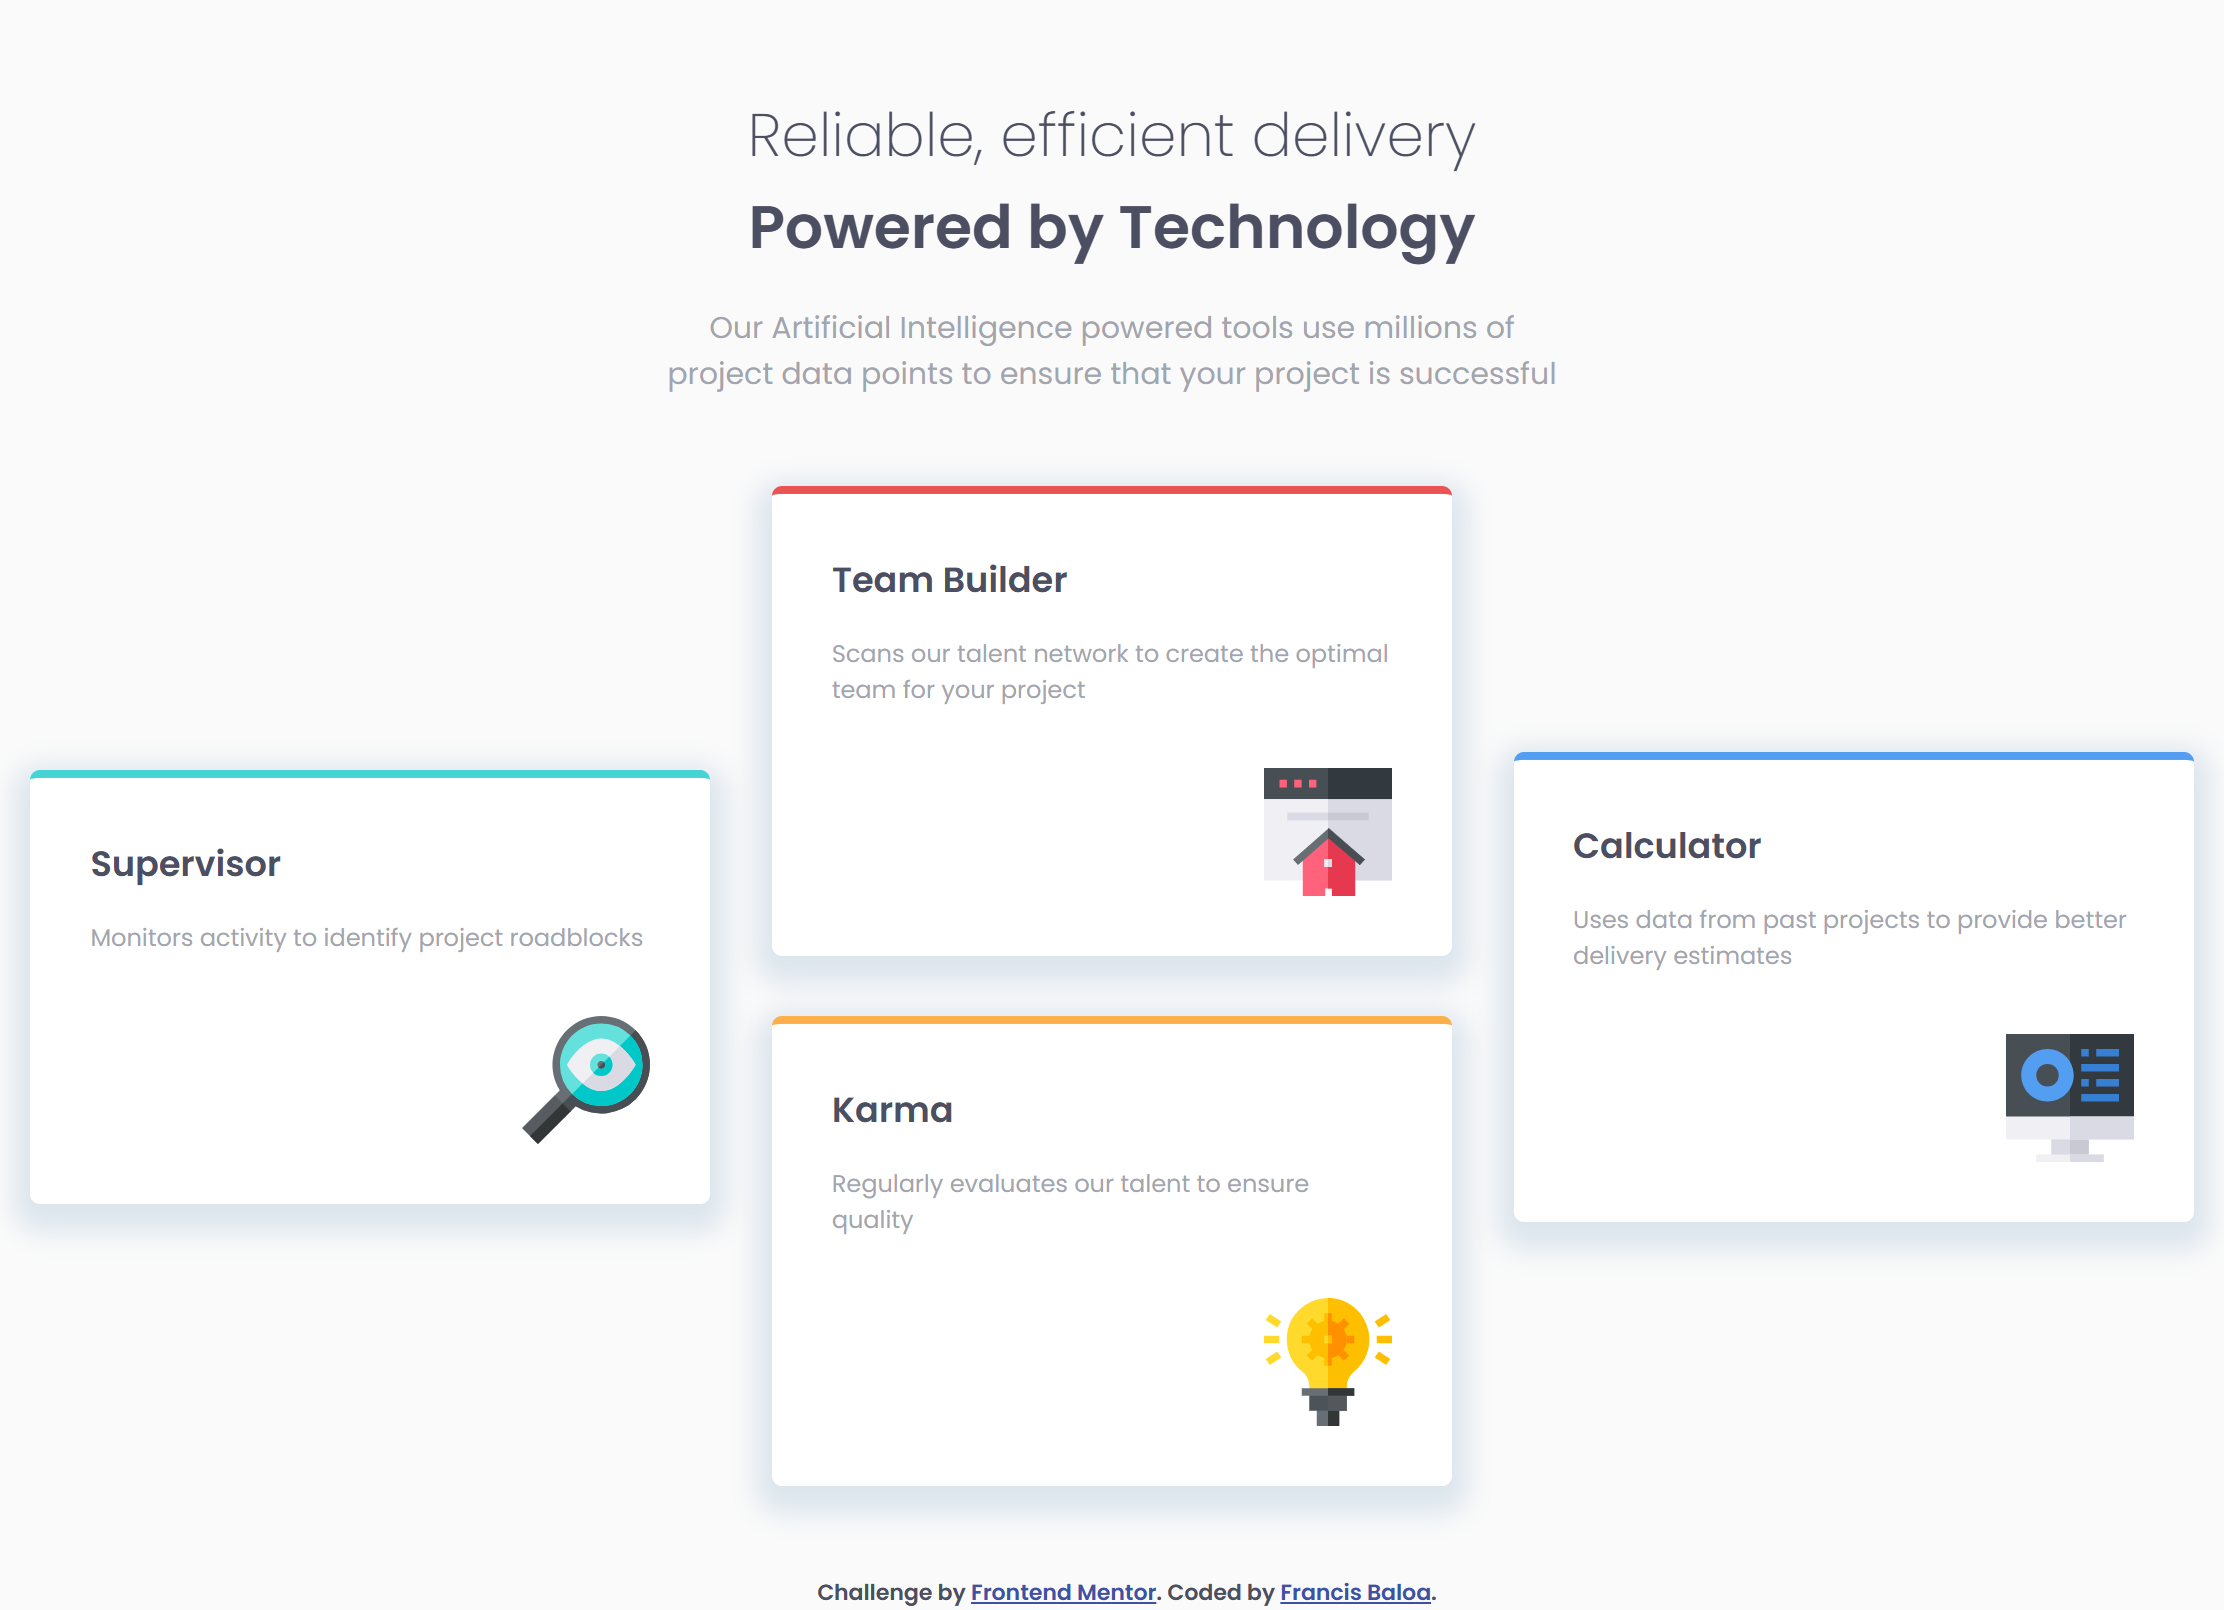 Reliable, efficient delivery
Powered by Technology
Our Artificial Intelligence powered tools use millions of
project data points to ensure that your project is successful
Supervisor
Monitors activity to identify project roadblocks
Team Builder
Scans our talent network to create the optimal
team for your project
Karma
Regularly evaluates our talent to ensure
quality
Calculator
Uses data from past projects to provide better
delivery estimates
Challenge by Frontend Mentor. Coded by Francis Baloa.